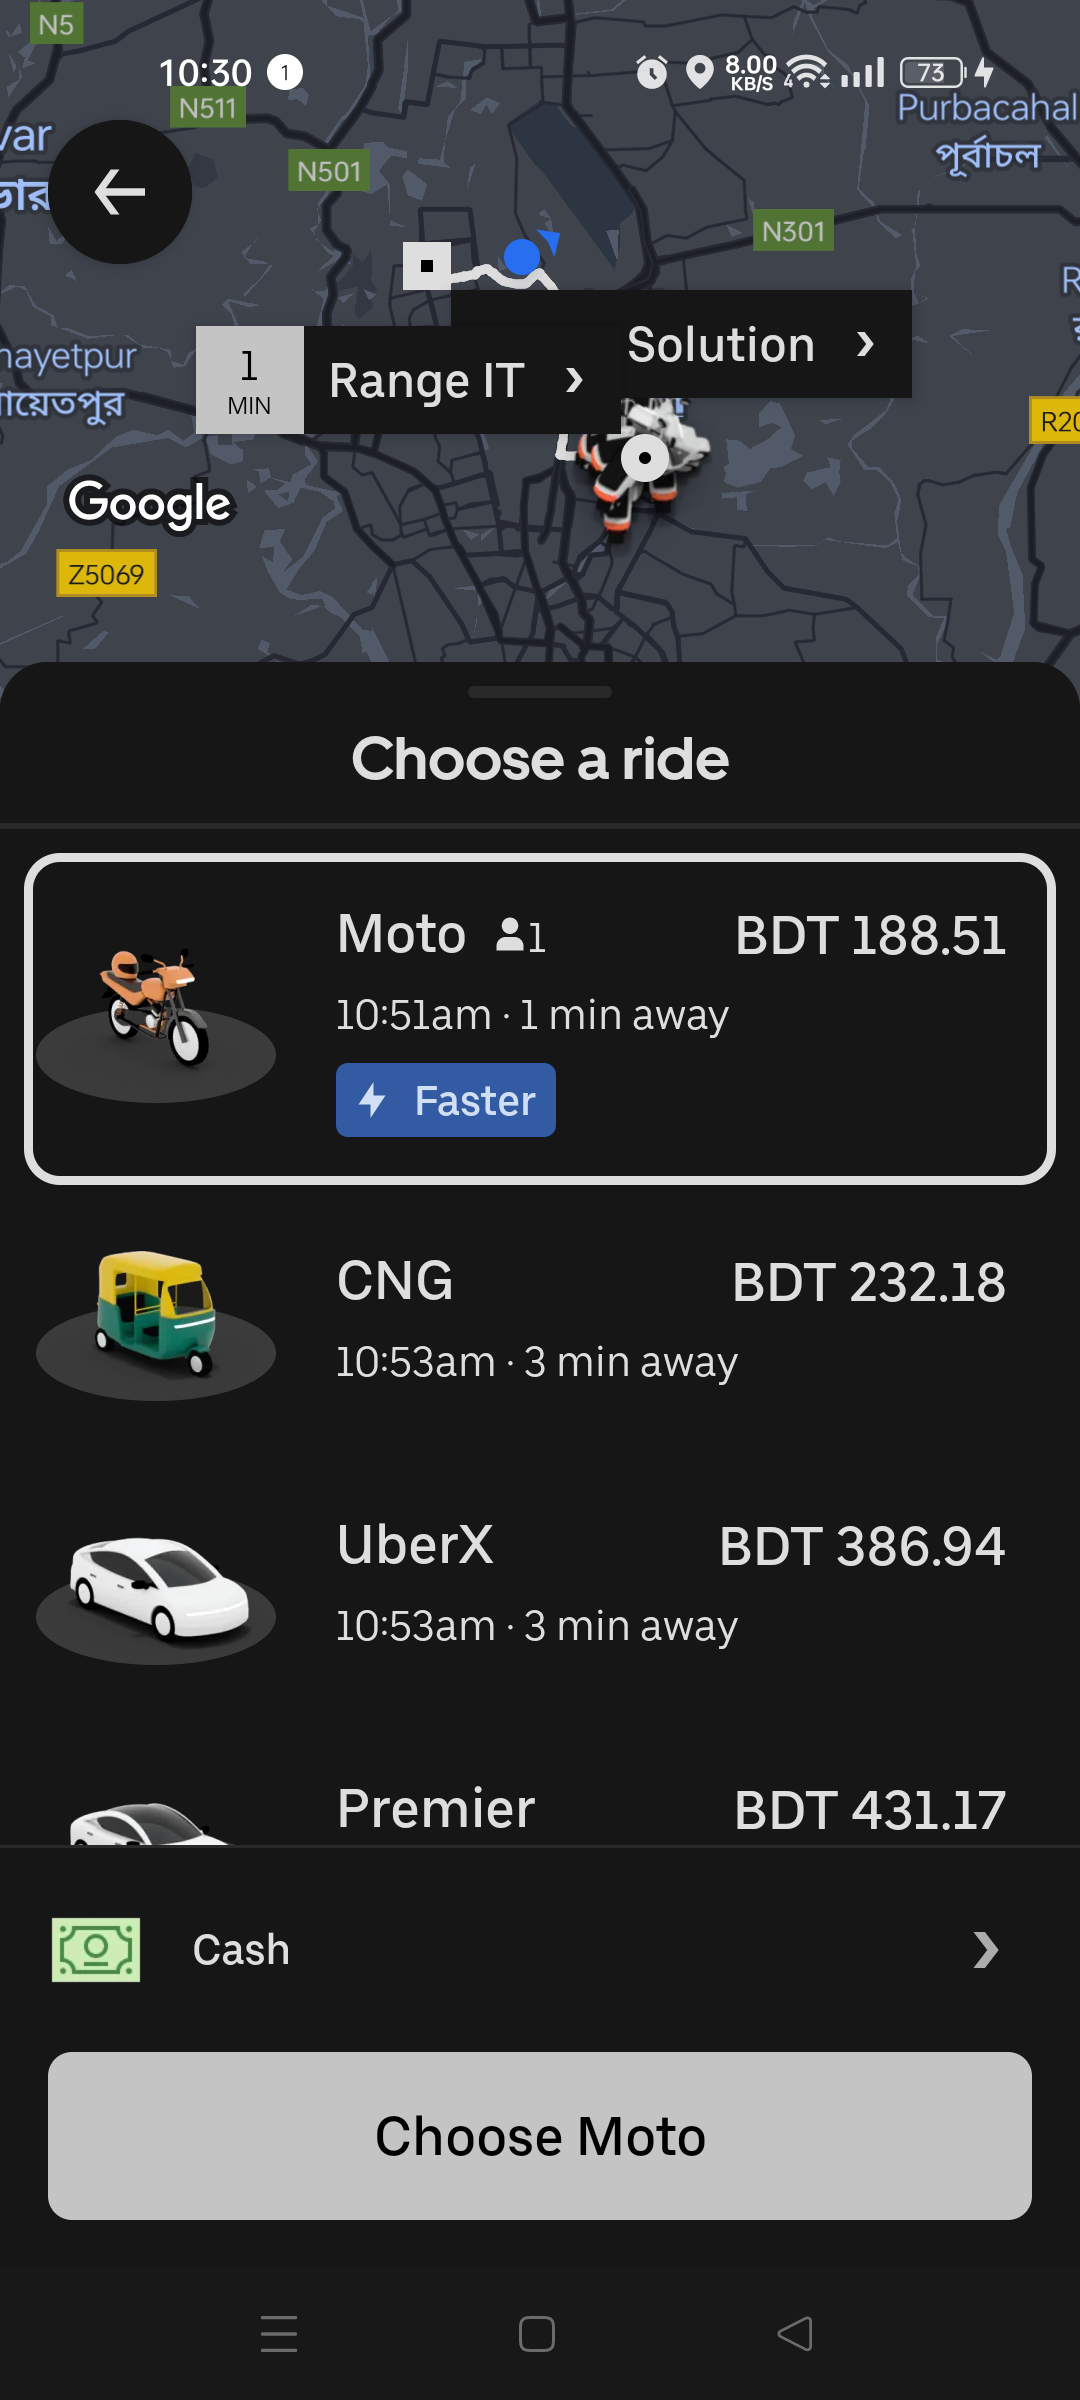 N5
10:30 1 8.00 KB/S 4 73
N511
Purbacahal
পূর্বাচল
var
ভার
N501
N301
Solution
1 MIN
Range IT
nayetpur
ায়েতপুর
Google
Z5069
Choose a ride
Moto 1 BDT 188.51
10:51am · 1 min away
Faster
CNG BDT 232.18
10:53am · 3 min away
UberX BDT 386.94
10:53am · 3 min away
Premier BDT 431.17
Cash
Choose Moto